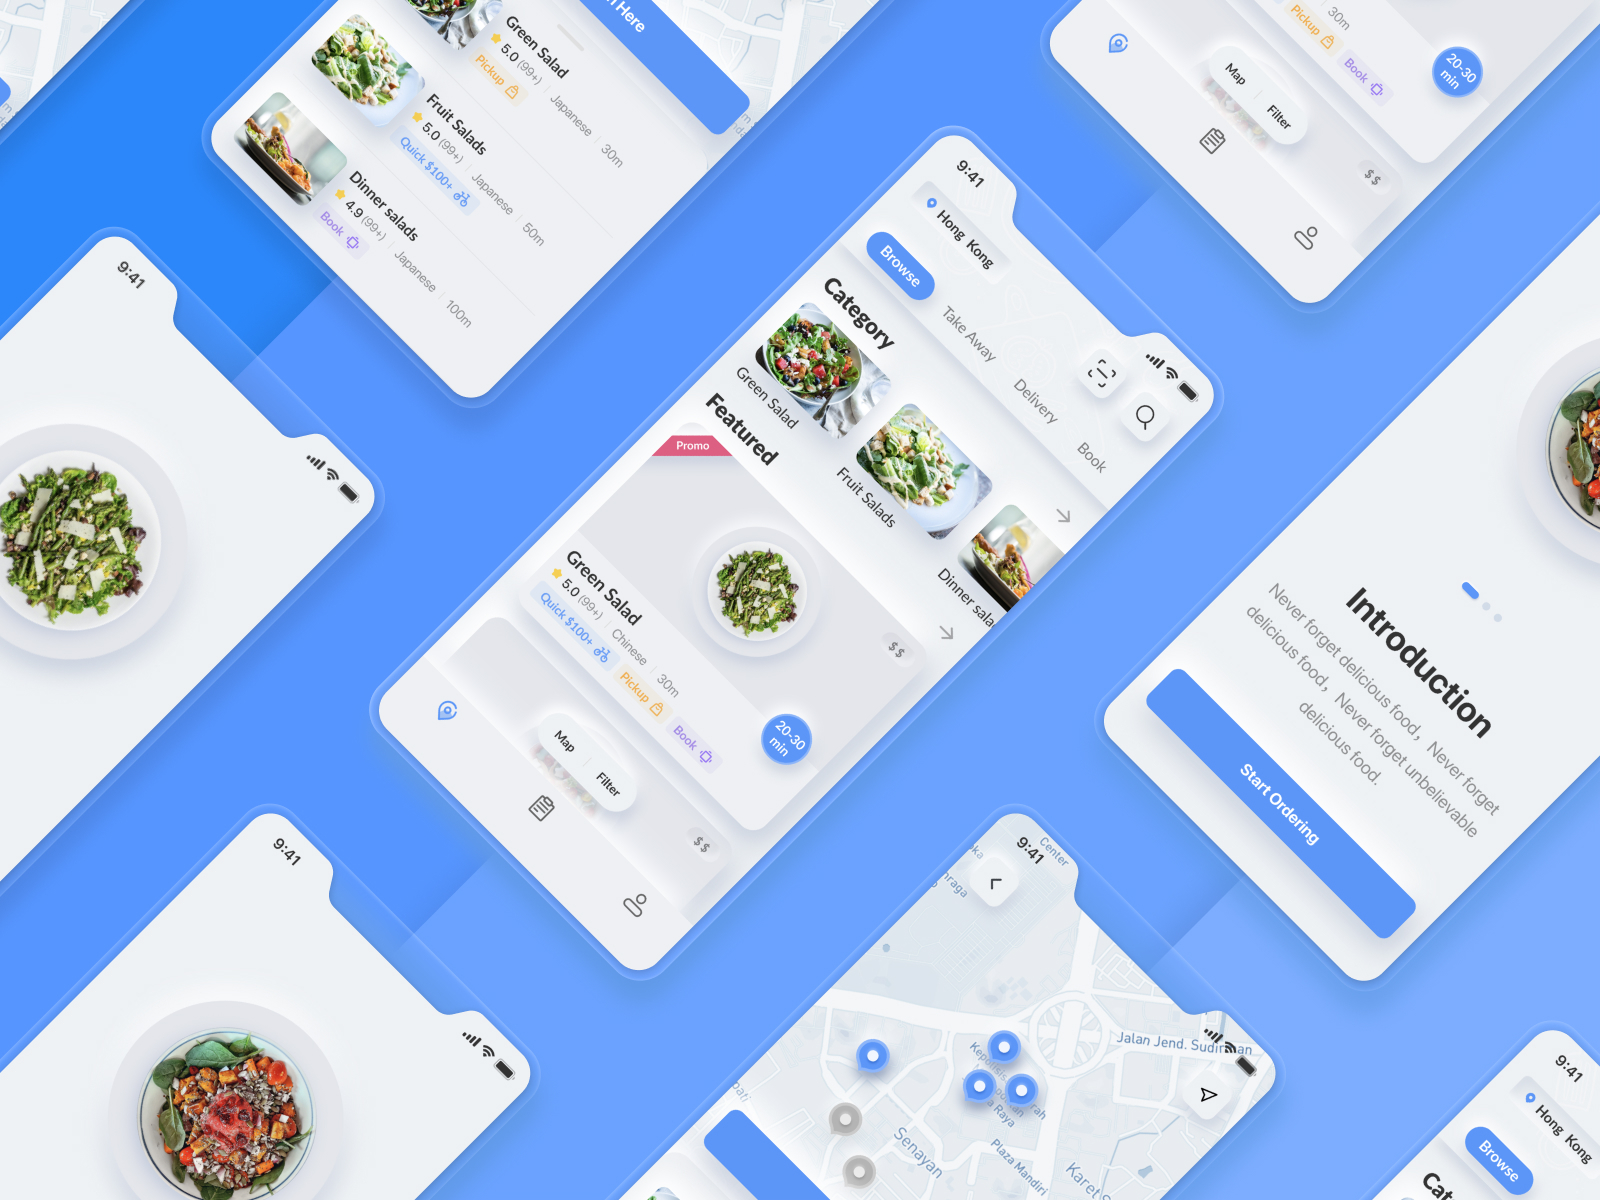 n Here
Green Salad
5.0 (99+) | Japanese | 30m
Pickup
Fruit Salads
5.0 (99+) | Japanese | 50m
Quick $100+
Dinner salads
4.9 (99+) | Japanese | 100m
Book
30m
Pickup
Book
20-30
min
Map
Filter
$$
9:41
9:41
Hong Kong
Browse
Take Away
Delivery
Book
Category
Green Salad
Fruit Salads
Dinner sala
Featured
Promo
Green Salad
5.0 (99+) | Chinese | 30m
Quick $100+
Pickup
Book
$$
20-30
min
Map
Filter
$$
Introduction
Never forget delicious food, Never forget
delicious food, Never forget unbelievable
delicious food.
Start Ordering
9:41
9:41
Center
Jalan Jend. Sudirman
Senayan
Plaza Mandiri
Raya
9:41
Hong Kong
Browse
Cat